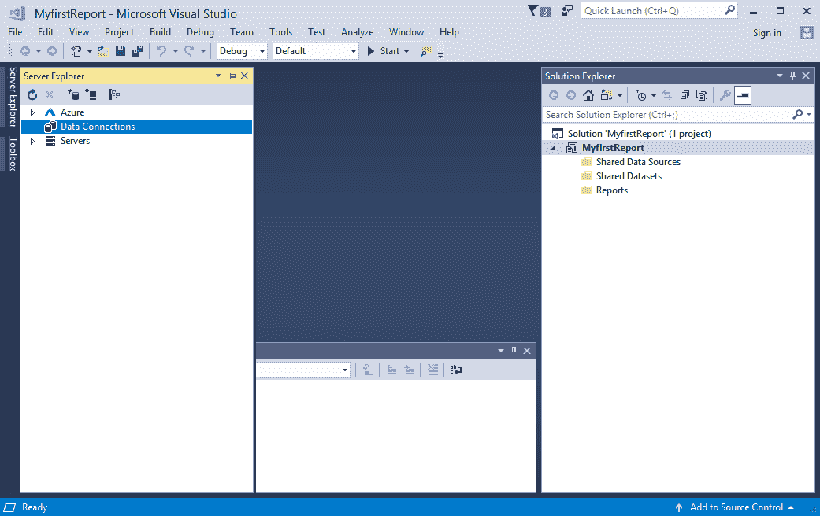 MyfirstReport - Microsoft Visual Studio
Quick Launch (Ctrl+Q)
File Edit View Project Build Debug Team Tools Test Analyze Window Help
Sign in
Debug Default Start
Server Explorer
Toolbox
Server Explorer
Azure
Data Connections
Servers
Solution Explorer
Search Solution Explorer (Ctrl+;)
Solution 'MyfirstReport' (1 project)
MyfirstReport
Shared Data Sources
Shared Datasets
Reports
Ready
Add to Source Control